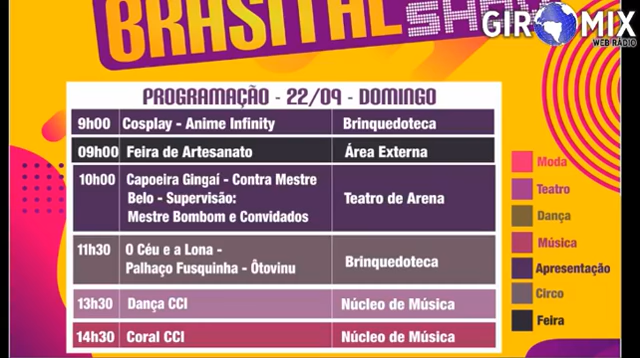 BRASITAL SHOW
GIROMIX
WEB RÁDIO
PROGRAMAÇÃO - 22/09 - DOMINGO
9h00 Cosplay - Anime Infinity Brinquedoteca
09h00 Feira de Artesanato Área Externa
10h00 Capoeira Gingaí - Contra Mestre
Belo - Supervisão: Teatro de Arena
Mestre Bombom e Convidados
11h30 O Céu e a Lona -
Palhaço Fusquinha - Ôtovinu Brinquedoteca
13h30 Dança CCI Núcleo de Música
14h30 Coral CCI Núcleo de Música
Moda
Teatro
Dança
Música
Apresentação
Circo
Feira